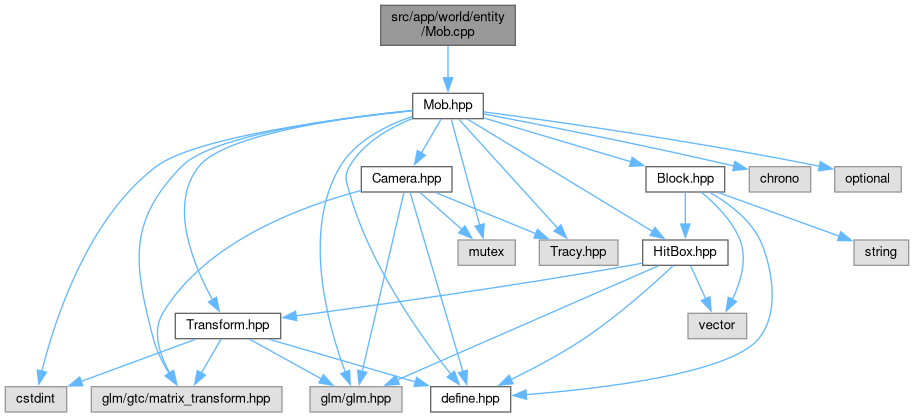 src/app/world/entity
/Mob.cpp
Mob.hpp
Camera.hpp
Block.hpp
chrono
optional
mutex
Tracy.hpp
HitBox.hpp
string
Transform.hpp
vector
cstdint
glm/gtc/matrix_transform.hpp
glm/glm.hpp
define.hpp